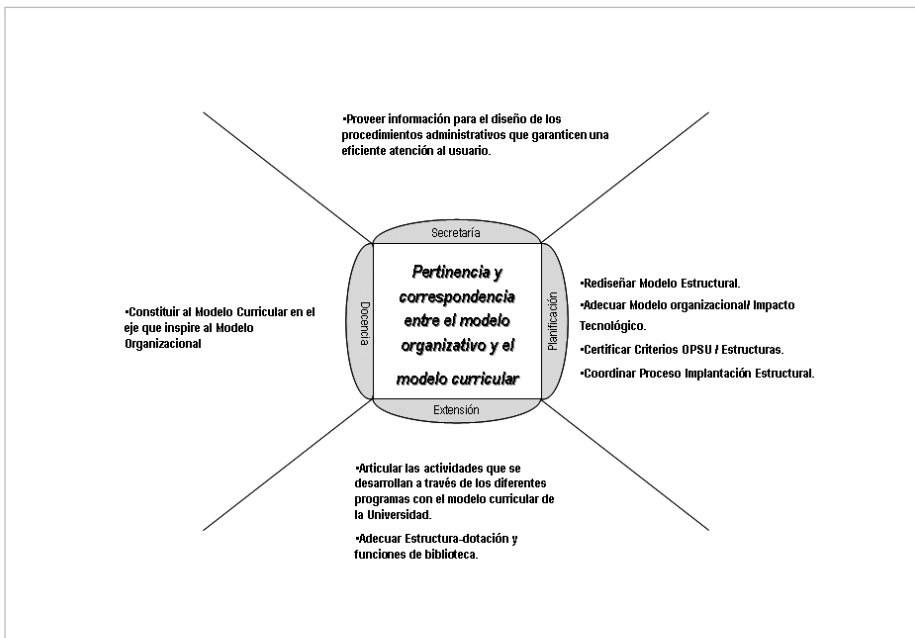 •Proveer información para el diseño de los
procedimientos administrativos que garanticen una
eficiente atención al usuario.
Secretaría
•Constituir al Modelo Curricular en el
eje que inspire al Modelo
Organizacional
Docencia
Pertinencia y
correspondencia
entre el modelo
organizativo y el
modelo curricular
Planificación
•Rediseñar Modelo Estructural.
•Adecuar Modelo organizacional/ Impacto
Tecnológico.
•Certificar Criterios OPSU / Estructuras.
•Coordinar Proceso Implantación Estructural.
Extensión
•Articular las actividades que se
desarrollan a través de los diferentes
programas con el modelo curricular de
la Universidad.
•Adecuar Estructura-dotación y
funciones de biblioteca.